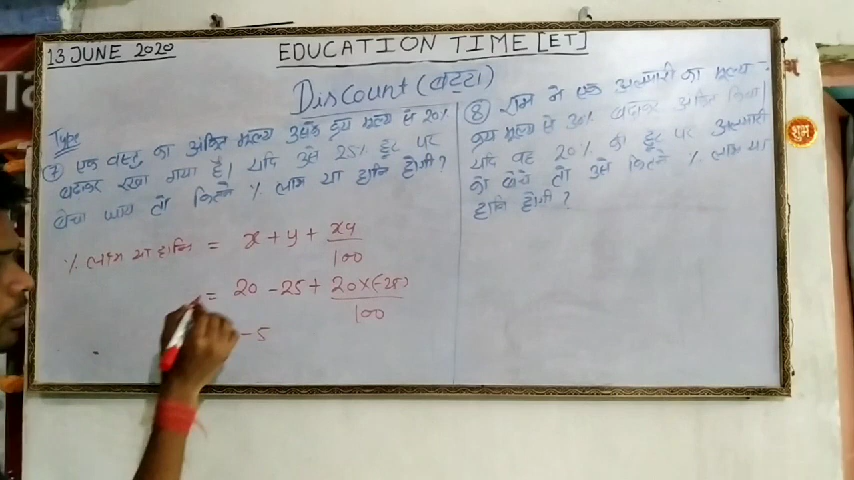 13 JUNE 2020
EDUCATION TIME [ET]
Discount (बट्टा)
Type
(7) एक वस्तु का अंकित मूल्य उसके क्रय मूल्य से 20%
बढ़ाकर रखा गया है। यदि उसे 25% छूट पर
बेचा जाय तो कितने % लाभ या हानि होगी?
% लाभ या हानि = x + y + xy/100
= 20 - 25 + 20×(-25)/100
- 5
(8) राम ने एक अलमारी का मूल्य
क्रय मूल्य से 30% बढ़ाकर अंकित किया।
यदि वह 20% की छूट पर अलमारी
को बेचे तो उसे कितने % लाभ या
हानि होगी?
शुभ